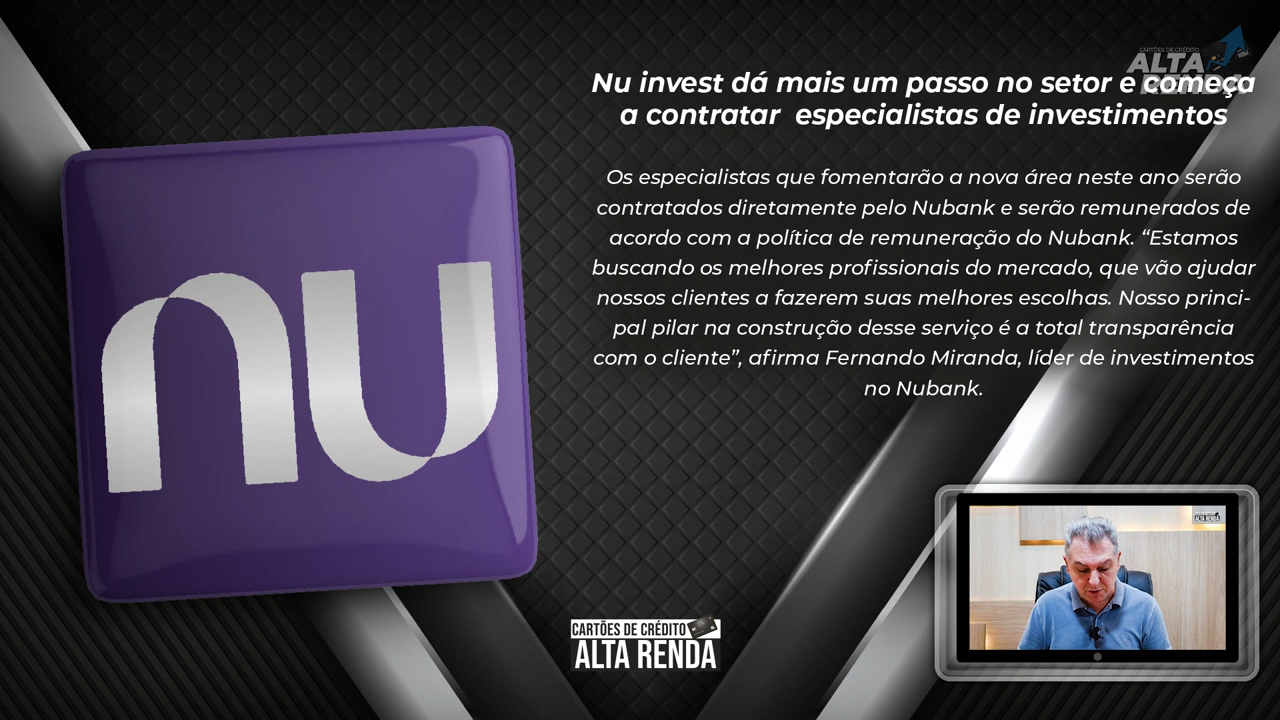 CARTÕES DE CRÉDITO
ALTA
RENDA
Nu invest dá mais um passo no setor e começa
a contratar  especialistas de investimentos
Os especialistas que fomentarão a nova área neste ano serão
contratados diretamente pelo Nubank e serão remunerados de
acordo com a política de remuneração do Nubank. “Estamos
buscando os melhores profissionais do mercado, que vão ajudar
nossos clientes a fazerem suas melhores escolhas. Nosso princi-
pal pilar na construção desse serviço é a total transparência
com o cliente”, afirma Fernando Miranda, líder de investimentos
no Nubank.
nu
CARTÕES DE CRÉDITO
ALTA RENDA
ALTA RENDA